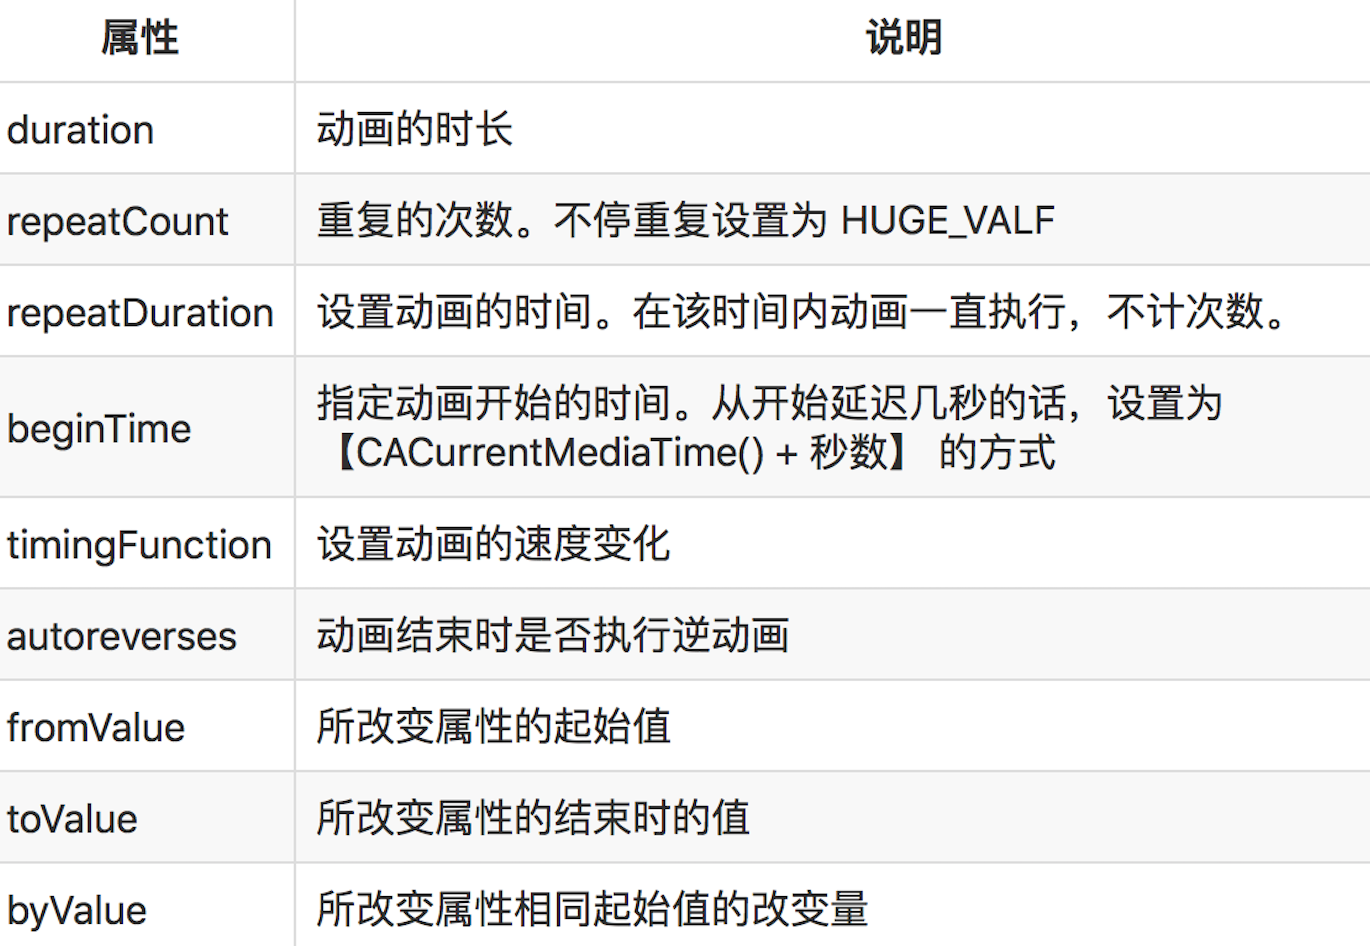 属性 说明
duration 动画的时长
repeatCount 重复的次数。不停重复设置为 HUGE_VALF
repeatDuration 设置动画的时间。在该时间内动画一直执行，不计次数。
beginTime 指定动画开始的时间。从开始延迟几秒的话，设置为
【CACurrentMediaTime() + 秒数】 的方式
timingFunction 设置动画的速度变化
autoreverses 动画结束时是否执行逆动画
fromValue 所改变属性的起始值
toValue 所改变属性的结束时的值
byValue 所改变属性相同起始值的改变量